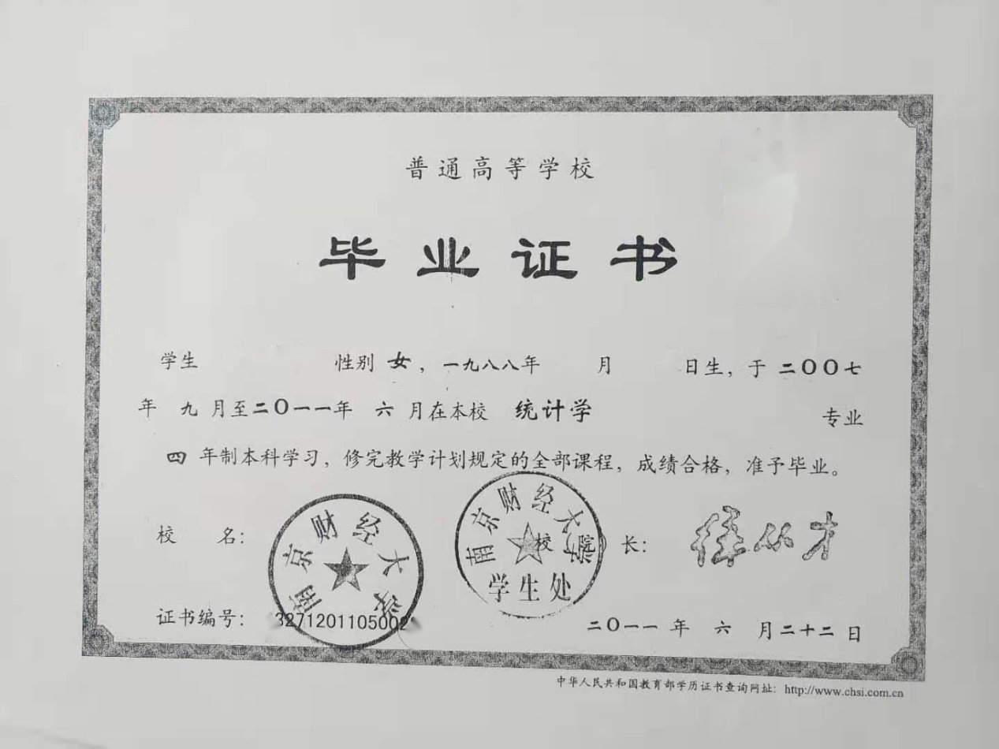 普通高等学校
毕业证书
学生 性别 女，一九八八年 月 日生，于 二〇〇七
年 九 月至二〇一一年 六 月在本校 统计学 专业
四 年制本科学习，修完教学计划规定的全部课程，成绩合格，准予毕业。
南京财经大学
南京财经大学
学生处
校 名： 校（院）长： 徐从才
证书编号： 3271201105002
二〇一一 年 六 月二十二日
中华人民共和国教育部学历证书查询网址：http://www.chsi.com.cn